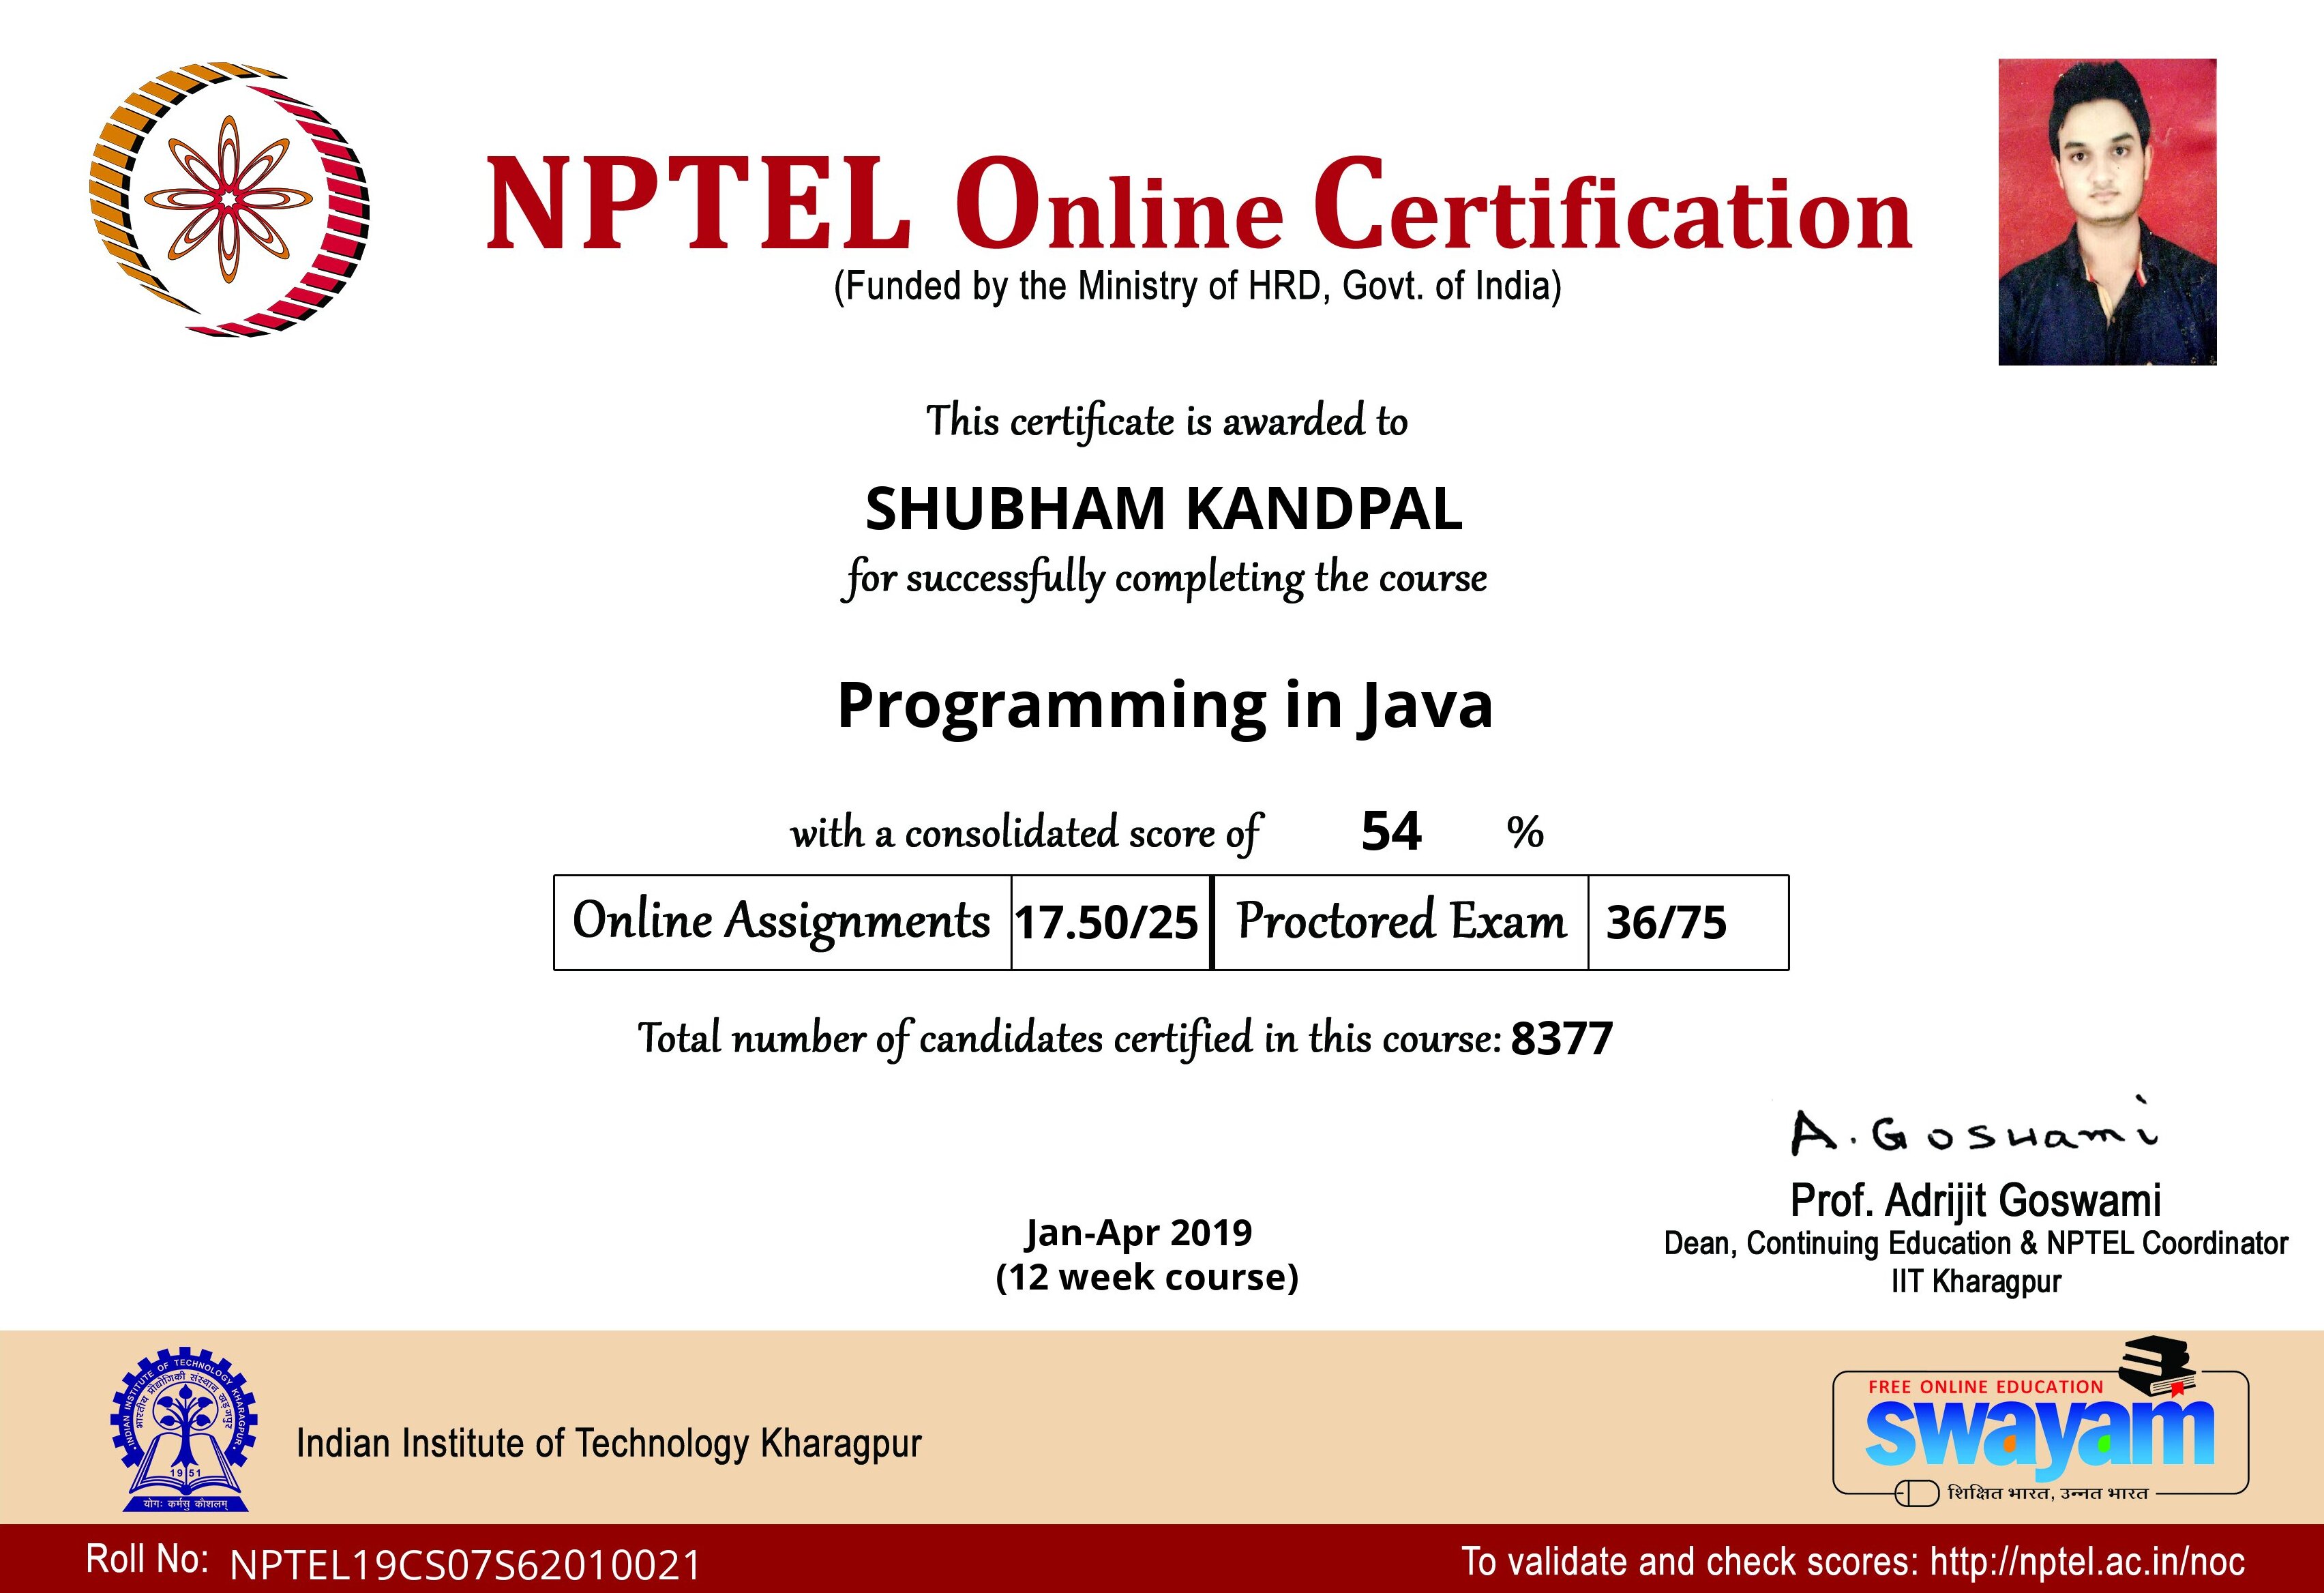 NPTEL Online Certification
(Funded by the Ministry of HRD, Govt. of India)
This certificate is awarded to
SHUBHAM KANDPAL
for successfully completing the course
Programming in Java
with a consolidated score of 54 %
Online Assignments 17.50/25 Proctored Exam 36/75
Total number of candidates certified in this course: 8377
A. Goswami
Prof. Adrijit Goswami
Dean, Continuing Education & NPTEL Coordinator
IIT Kharagpur
Jan-Apr 2019
(12 week course)
INDIAN INSTITUTE OF TECHNOLOGY KHARAGPUR
भारतीय प्रौद्योगिकी संस्थान खड़गपुर
1951
योगः कर्मसु कौशलम्
Indian Institute of Technology Kharagpur
FREE ONLINE EDUCATION
swayam
शिक्षित भारत, उन्नत भारत
Roll No: NPTEL19CS07S62010021
To validate and check scores: http://nptel.ac.in/noc